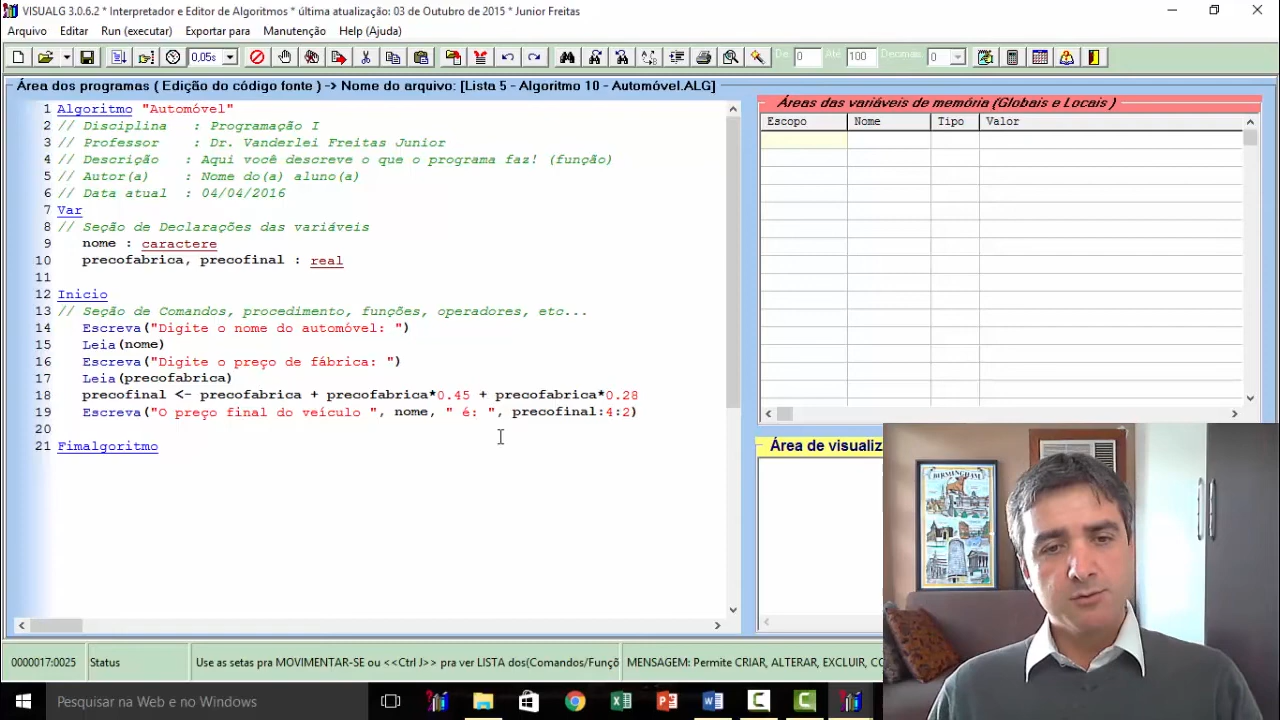 VISUALG 3.0.6.2 * Interpretador e Editor de Algoritmos * última atualização: 03 de Outubro de 2015 * Junior Freitas
Arquivo Editar Run (executar) Exportar para Manutenção Help (Ajuda)
0,05s De 0 Até 100 Decimais 0
Área dos programas ( Edição do código fonte ) -> Nome do arquivo: [Lista 5 - Algoritmo 10 - Automóvel.ALG]
1 Algoritmo "Automóvel"
2 // Disciplina : Programação I
3 // Professor : Dr. Vanderlei Freitas Junior
4 // Descrição : Aqui você descreve o que o programa faz! (função)
5 // Autor(a) : Nome do(a) aluno(a)
6 // Data atual : 04/04/2016
7 Var
8 // Seção de Declarações das variáveis
9 nome : caractere
10 precofabrica, precofinal : real
11
12 Inicio
13 // Seção de Comandos, procedimento, funções, operadores, etc...
14 Escreva("Digite o nome do automóvel: ")
15 Leia(nome)
16 Escreva("Digite o preço de fábrica: ")
17 Leia(precofabrica)
18 precofinal <- precofabrica + precofabrica*0.45 + precofabrica*0.28
19 Escreva("O preço final do veículo ", nome, " é: ", precofinal:4:2)
20
21 Fimalgoritmo
Áreas das variáveis de memória (Globais e Locais )
Escopo Nome Tipo Valor
Área de visualiz
BIRMINGHAM
0000017:0025 Status Use as setas pra MOVIMENTAR-SE ou <<Ctrl J>> pra ver LISTA dos(Comandos/Funçõ MENSAGEM: Permite CRIAR, ALTERAR, EXCLUIR, CO
Pesquisar na Web e no Windows